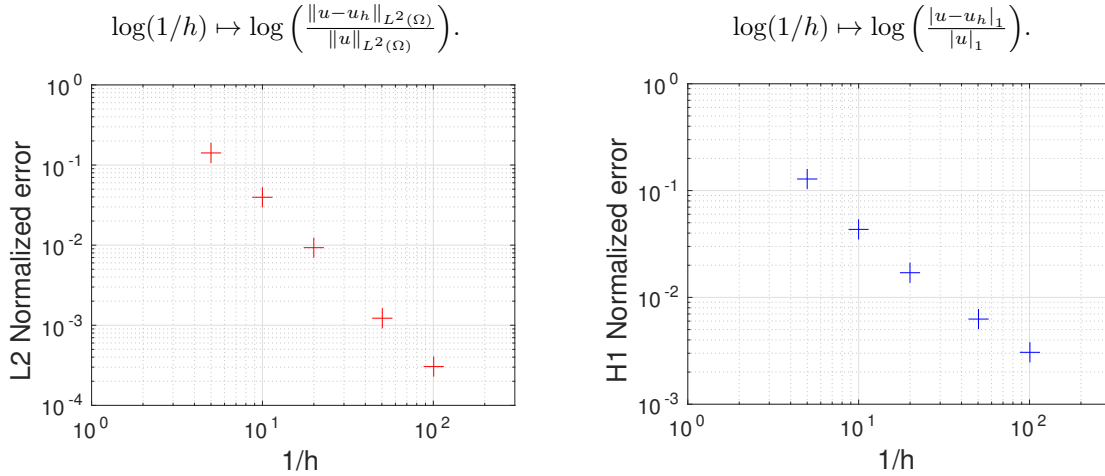 log(1/h) ↦ log (‖u−u_h‖_{L²(Ω)} / ‖u‖_{L²(Ω)}).
10^0
10^-1
10^-2
10^-3
10^-4
L2 Normalized error
10^0
10^1
10^2
1/h
log(1/h) ↦ log (|u−u_h|_1 / |u|_1).
10^0
10^-1
10^-2
10^-3
H1 Normalized error
10^0
10^1
10^2
1/h